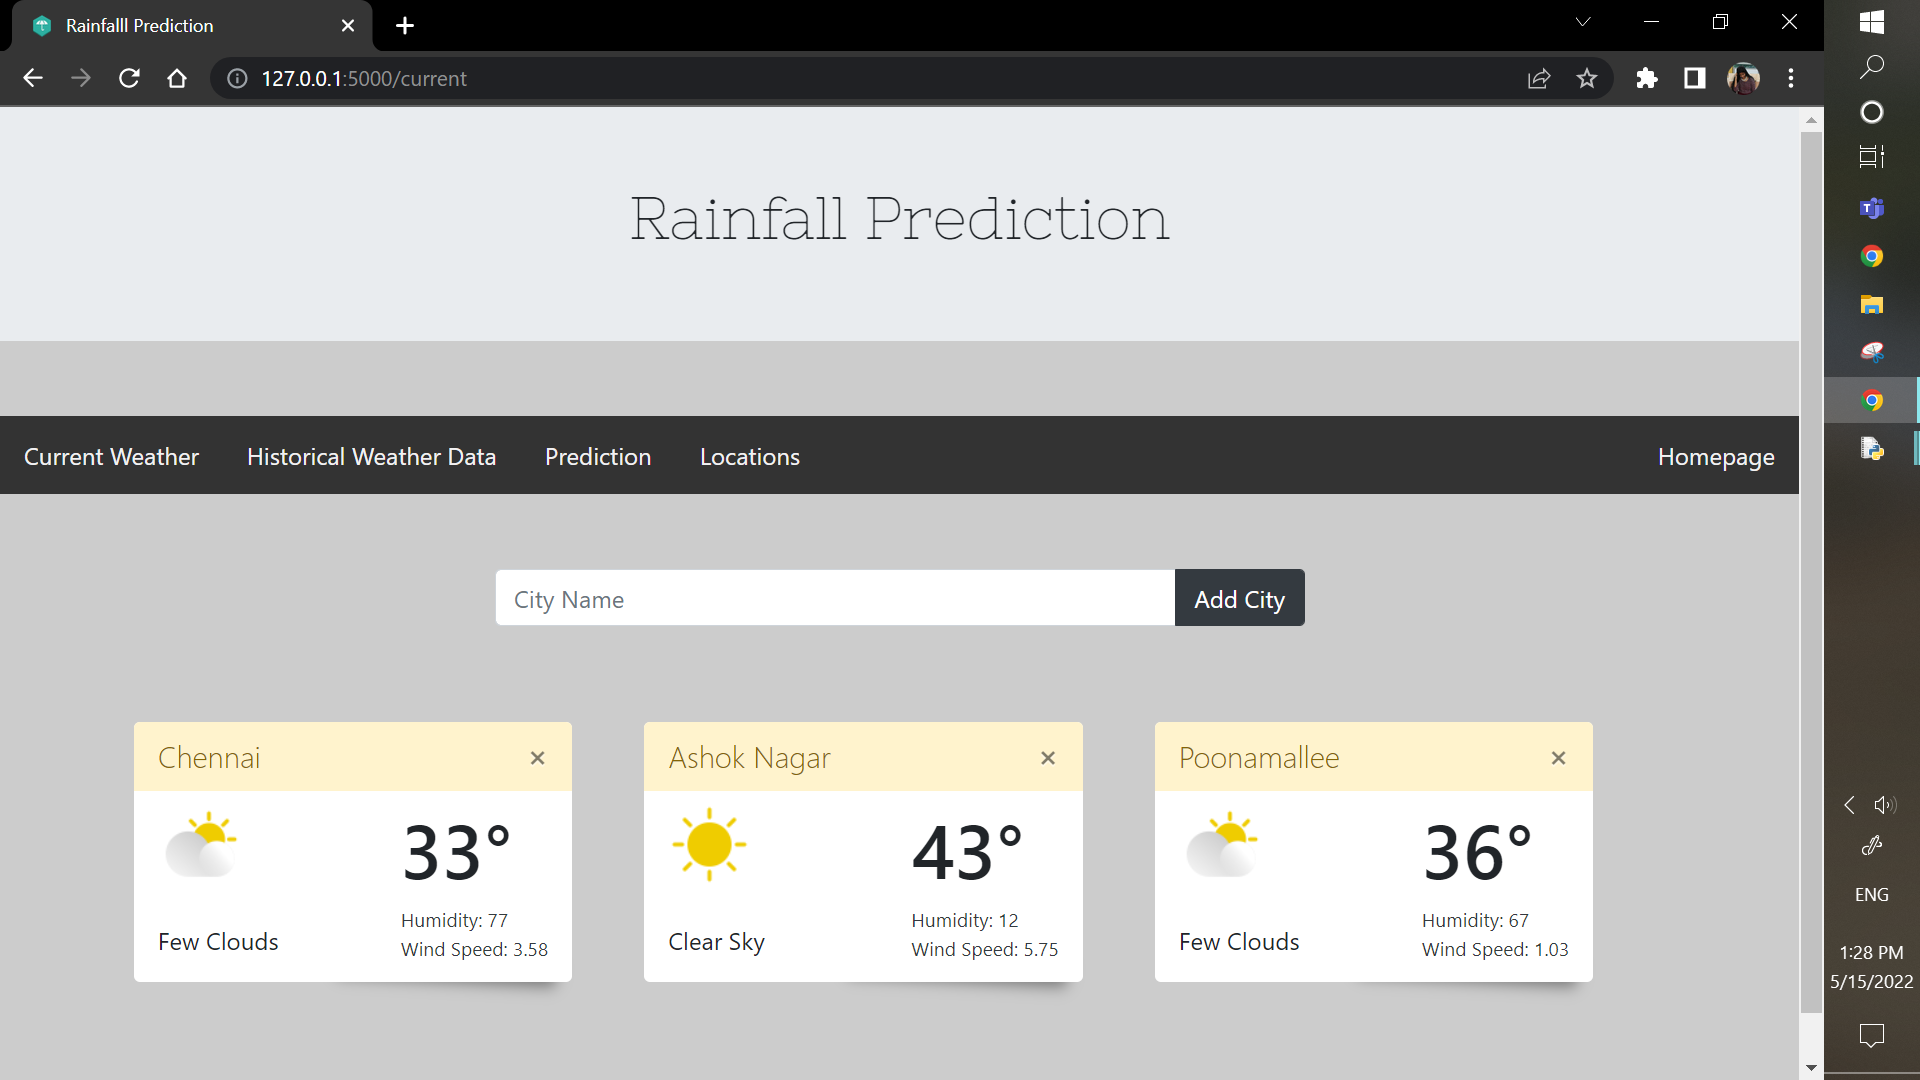 Rainfalll Prediction
127.0.0.1:5000/current
Rainfall Prediction
Current Weather Historical Weather Data Prediction Locations Homepage
City Name Add City
Chennai
33°
Few Clouds
Humidity: 77
Wind Speed: 3.58
Ashok Nagar
43°
Clear Sky
Humidity: 12
Wind Speed: 5.75
Poonamallee
36°
Few Clouds
Humidity: 67
Wind Speed: 1.03
ENG
1:28 PM
5/15/2022